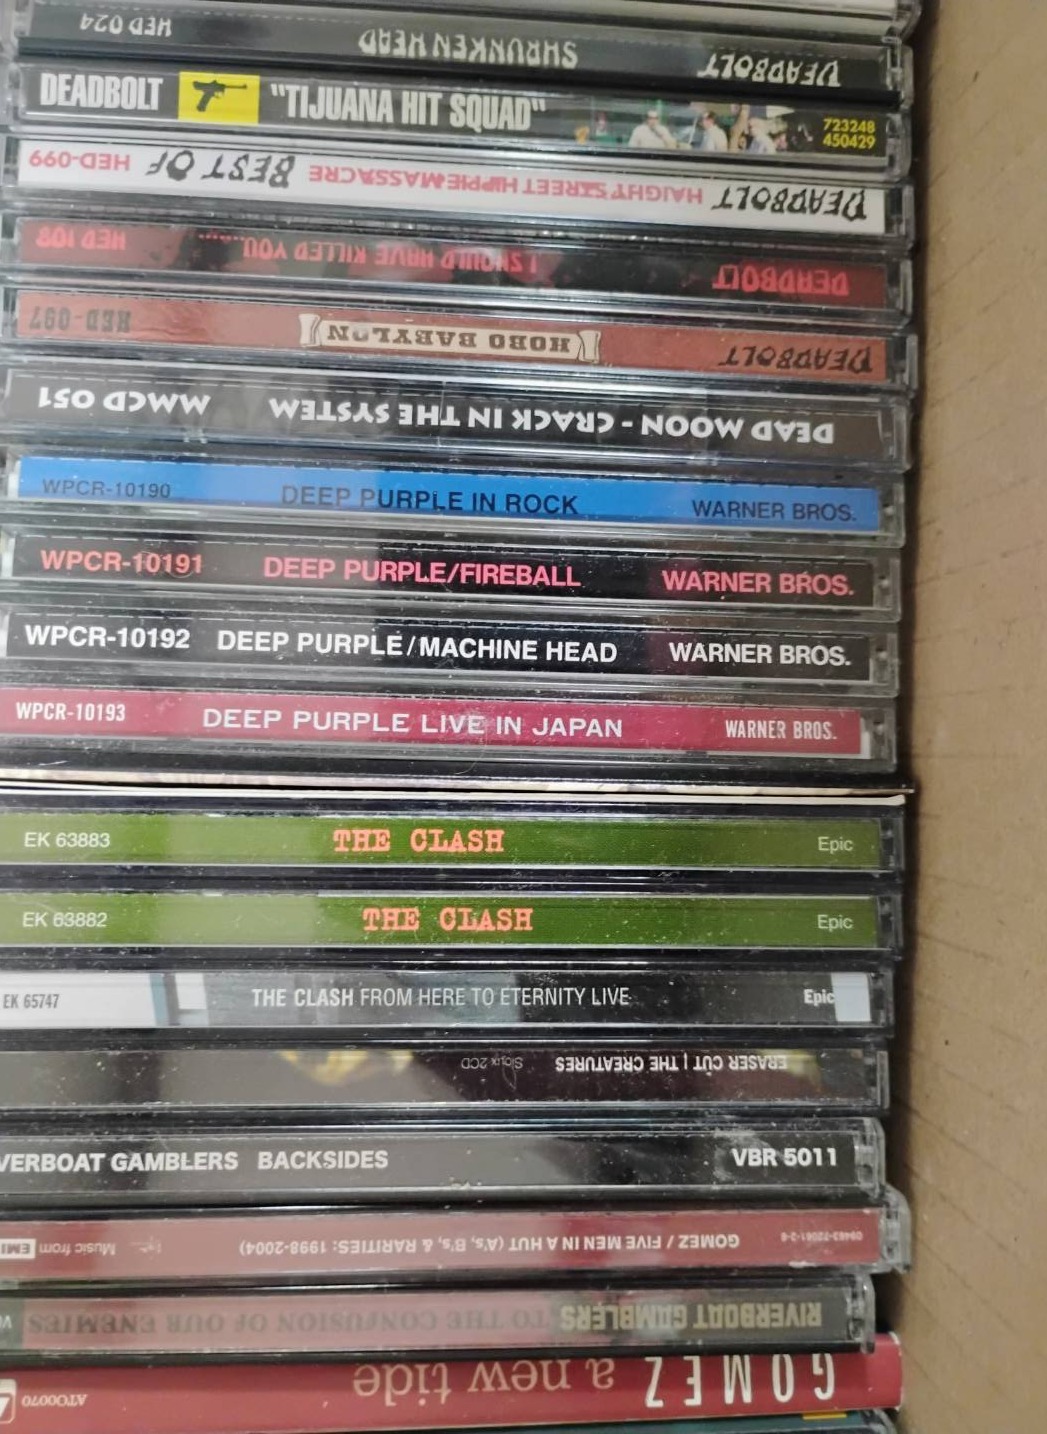 DEADBOLT SHRUNKEN HEAD HED 024
DEADBOLT "TIJUANA HIT SQUAD" 723248 450429
DEADBOLT HAIGHT STREET HIPPIE MASSACRE BEST OF HED-099
DEADBOLT I SHOULD HAVE KILLED YOU........ HED 108
DEADBOLT HOBO BABYLON HED-097
DEAD MOON - CRACK IN THE SYSTEM MMCD 051
WPCR-10190 DEEP PURPLE IN ROCK WARNER BROS.
WPCR-10191 DEEP PURPLE/FIREBALL WARNER BROS.
WPCR-10192 DEEP PURPLE/MACHINE HEAD WARNER BROS.
WPCR-10193 DEEP PURPLE LIVE IN JAPAN WARNER BROS.
EK 63883 THE CLASH Epic
EK 63882 THE CLASH Epic
EK 65747 THE CLASH FROM HERE TO ETERNITY LIVE Epic
ERASER CUT | THE CREATURES Sioux 2CD
VERBOAT GAMBLERS BACKSIDES VBR 5011
GOMEZ / FIVE MEN IN A HUT (A's, B's, & RARITIES: 1998-2004) Music from EMI
RIVERBOAT GAMBLERS TO THE CONFUSION OF OUR ENEMIES
GOMEZ a new tide ATO0070